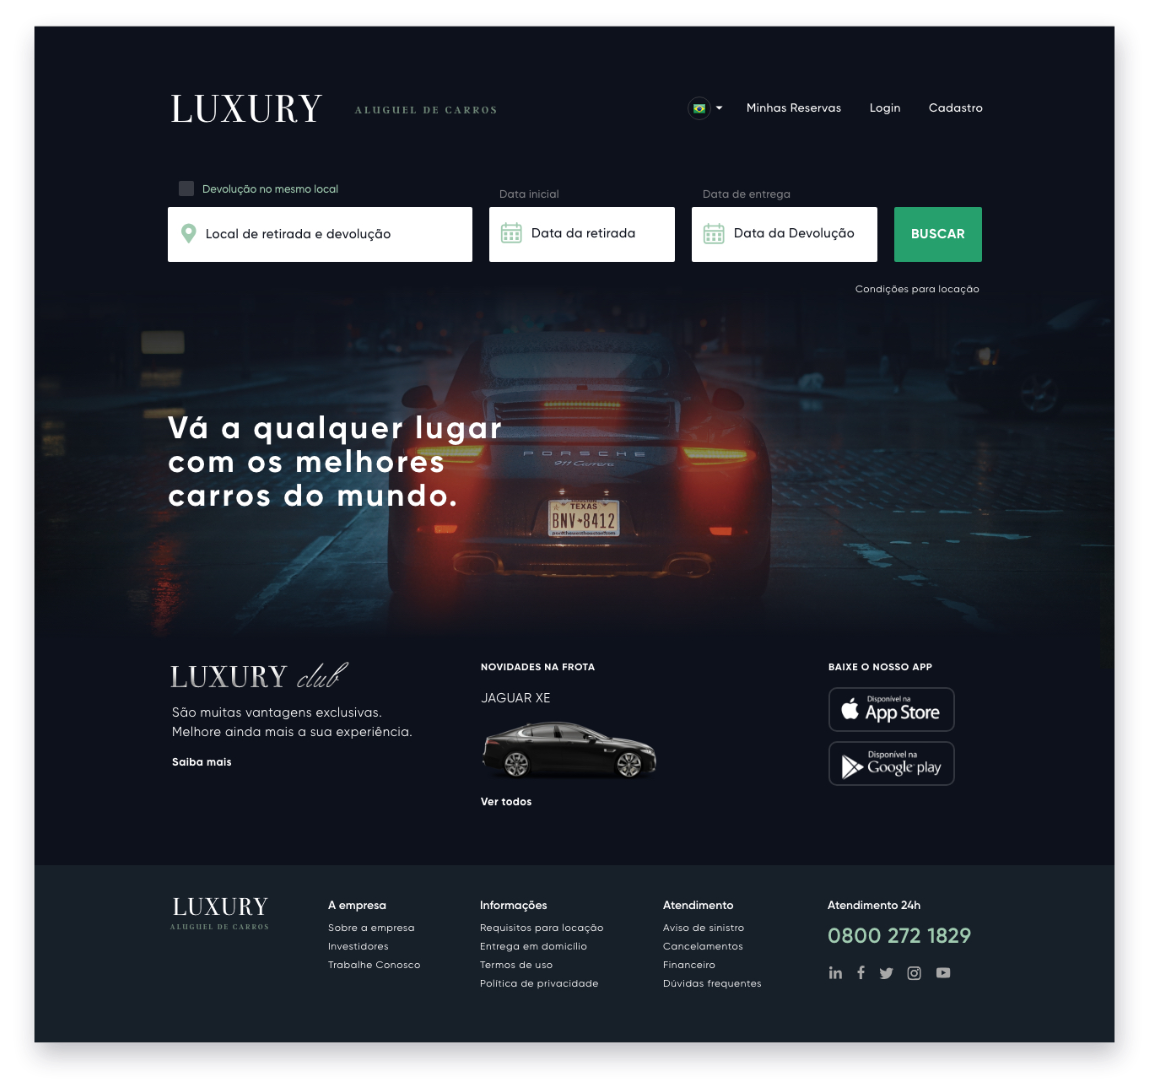 LUXURY
ALUGUEL DE CARROS
Minhas Reservas
Login
Cadastro
Devolução no mesmo local
Data inicial
Data de entrega
Local de retirada e devolução
Data da retirada
Data da Devolução
BUSCAR
Condições para locação
Vá a qualquer lugar
com os melhores
carros do mundo.
PORSCHE
911 Carrera
TEXAS
BNV 8412
LUXURY club
São muitas vantagens exclusivas.
Melhore ainda mais a sua experiência.
Saiba mais
NOVIDADES NA FROTA
JAGUAR XE
Ver todos
BAIXE O NOSSO APP
Disponível na
App Store
Disponível na
Google play
LUXURY
ALUGUEL DE CARROS
A empresa
Sobre a empresa
Investidores
Trabalhe Conosco
Informações
Requisitos para locação
Entrega em domicílio
Termos de uso
Política de privacidade
Atendimento
Aviso de sinistro
Cancelamentos
Financeiro
Dúvidas frequentes
Atendimento 24h
0800 272 1829